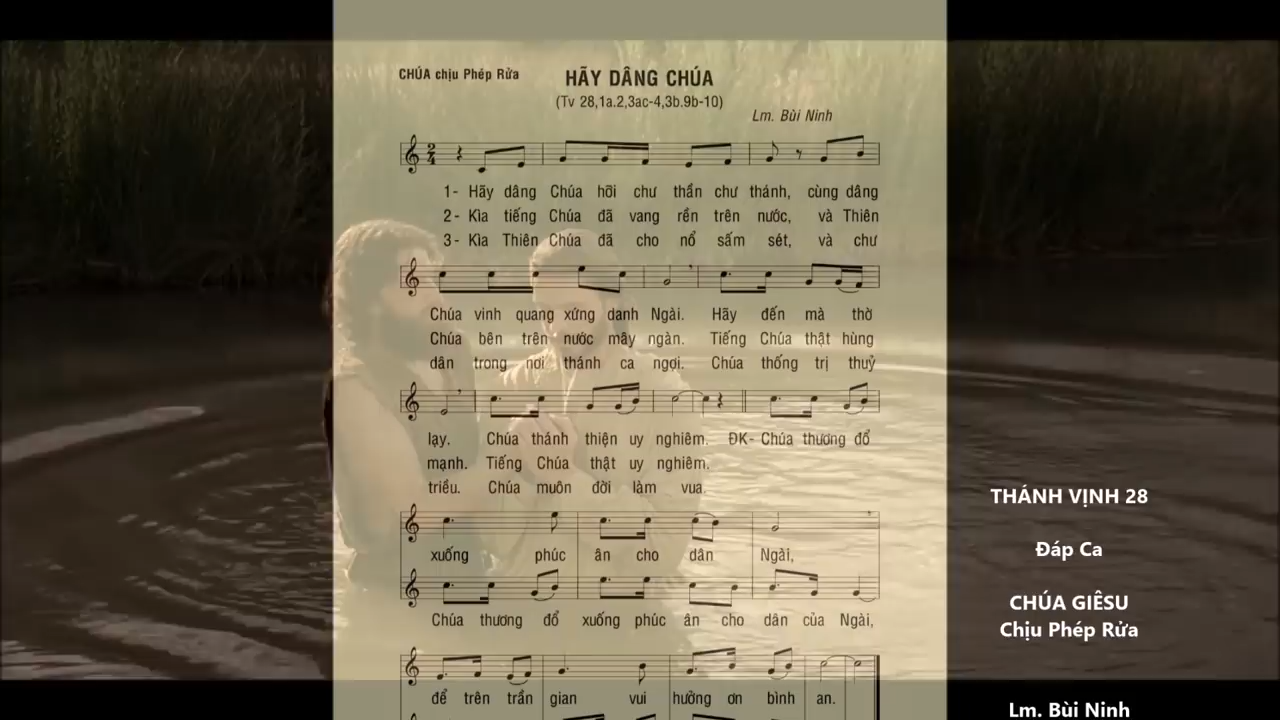 CHÚA chịu Phép Rửa
HÃY DÂNG CHÚA
(Tv 28,1a.2,3ac-4,3b.9b-10)
Lm. Bùi Ninh
1- Hãy dâng Chúa hỡi chư thần chư thánh, cùng dâng
2- Kìa tiếng Chúa đã vang rền trên nước, và Thiên
3- Kìa Thiên Chúa đã cho nổ sấm sét, và chư
Chúa vinh quang xứng danh Ngài. Hãy đến mà thờ
Chúa bên trên nước mây ngàn. Tiếng Chúa thật hùng
dân trong nơi thánh ca ngợi. Chúa thống trị thuỷ
lạy. Chúa thánh thiện uy nghiêm. ĐK- Chúa thương đổ
mạnh. Tiếng Chúa thật uy nghiêm.
triều. Chúa muôn đời làm vua.
xuống phúc ân cho dân Ngài,
Chúa thương đổ xuống phúc ân cho dân của Ngài,
để trên trần gian vui hưởng ơn bình an.
THÁNH VỊNH 28
Đáp Ca
CHÚA GIÊSU
Chịu Phép Rửa
Lm. Bùi Ninh